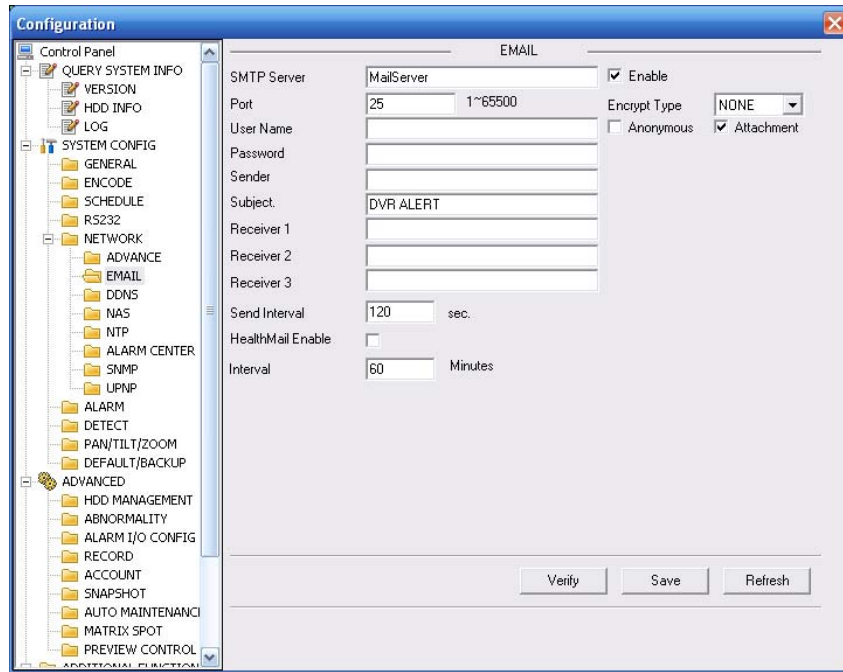 Configuration
Control Panel
QUERY SYSTEM INFO
VERSION
HDD INFO
LOG
SYSTEM CONFIG
GENERAL
ENCODE
SCHEDULE
RS232
NETWORK
ADVANCE
EMAIL
DDNS
NAS
NTP
ALARM CENTER
SNMP
UPNP
ALARM
DETECT
PAN/TILT/ZOOM
DEFAULT/BACKUP
ADVANCED
HDD MANAGEMENT
ABNORMALITY
ALARM I/O CONFIG
RECORD
ACCOUNT
SNAPSHOT
AUTO MAINTENANC
MATRIX SPOT
PREVIEW CONTROL
ADDITIONAL FUNCTION
EMAIL
SMTP Server MailServer Enable
Port 25 1~65500 Encrypt Type NONE
User Name Anonymous Attachment
Password
Sender
Subject. DVR ALERT
Receiver 1
Receiver 2
Receiver 3
Send Interval 120 sec.
HealthMail Enable
Interval 60 Minutes
Verify Save Refresh